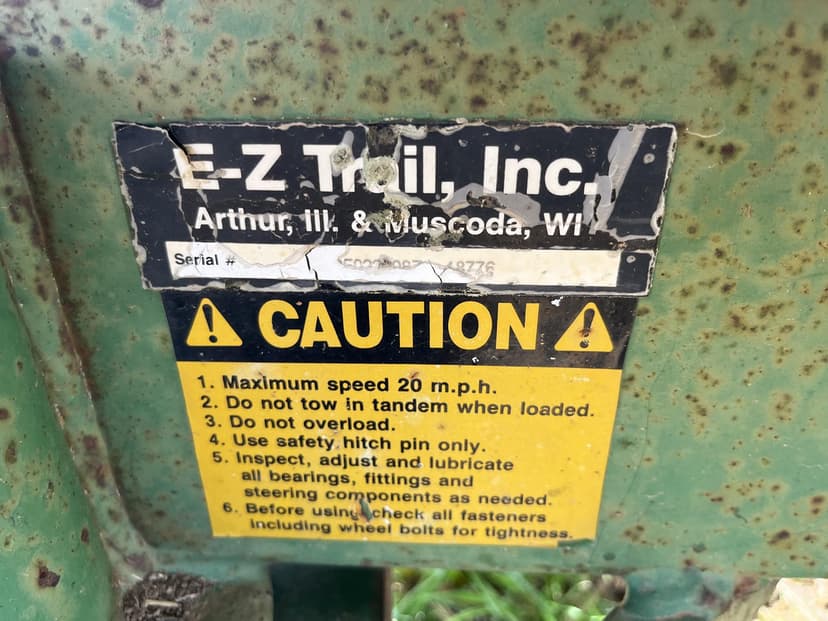 E-Z Trail, Inc.
Arthur, Ill. & Muscoda, WI
Serial #
CAUTION
1. Maximum speed 20 m.p.h.
2. Do not tow in tandem when loaded.
3. Do not overload.
4. Use safety hitch pin only.
5. Inspect, adjust and lubricate
all bearings, fittings and
steering components as needed.
6. Before using check all fasteners
including wheel bolts for tightness.